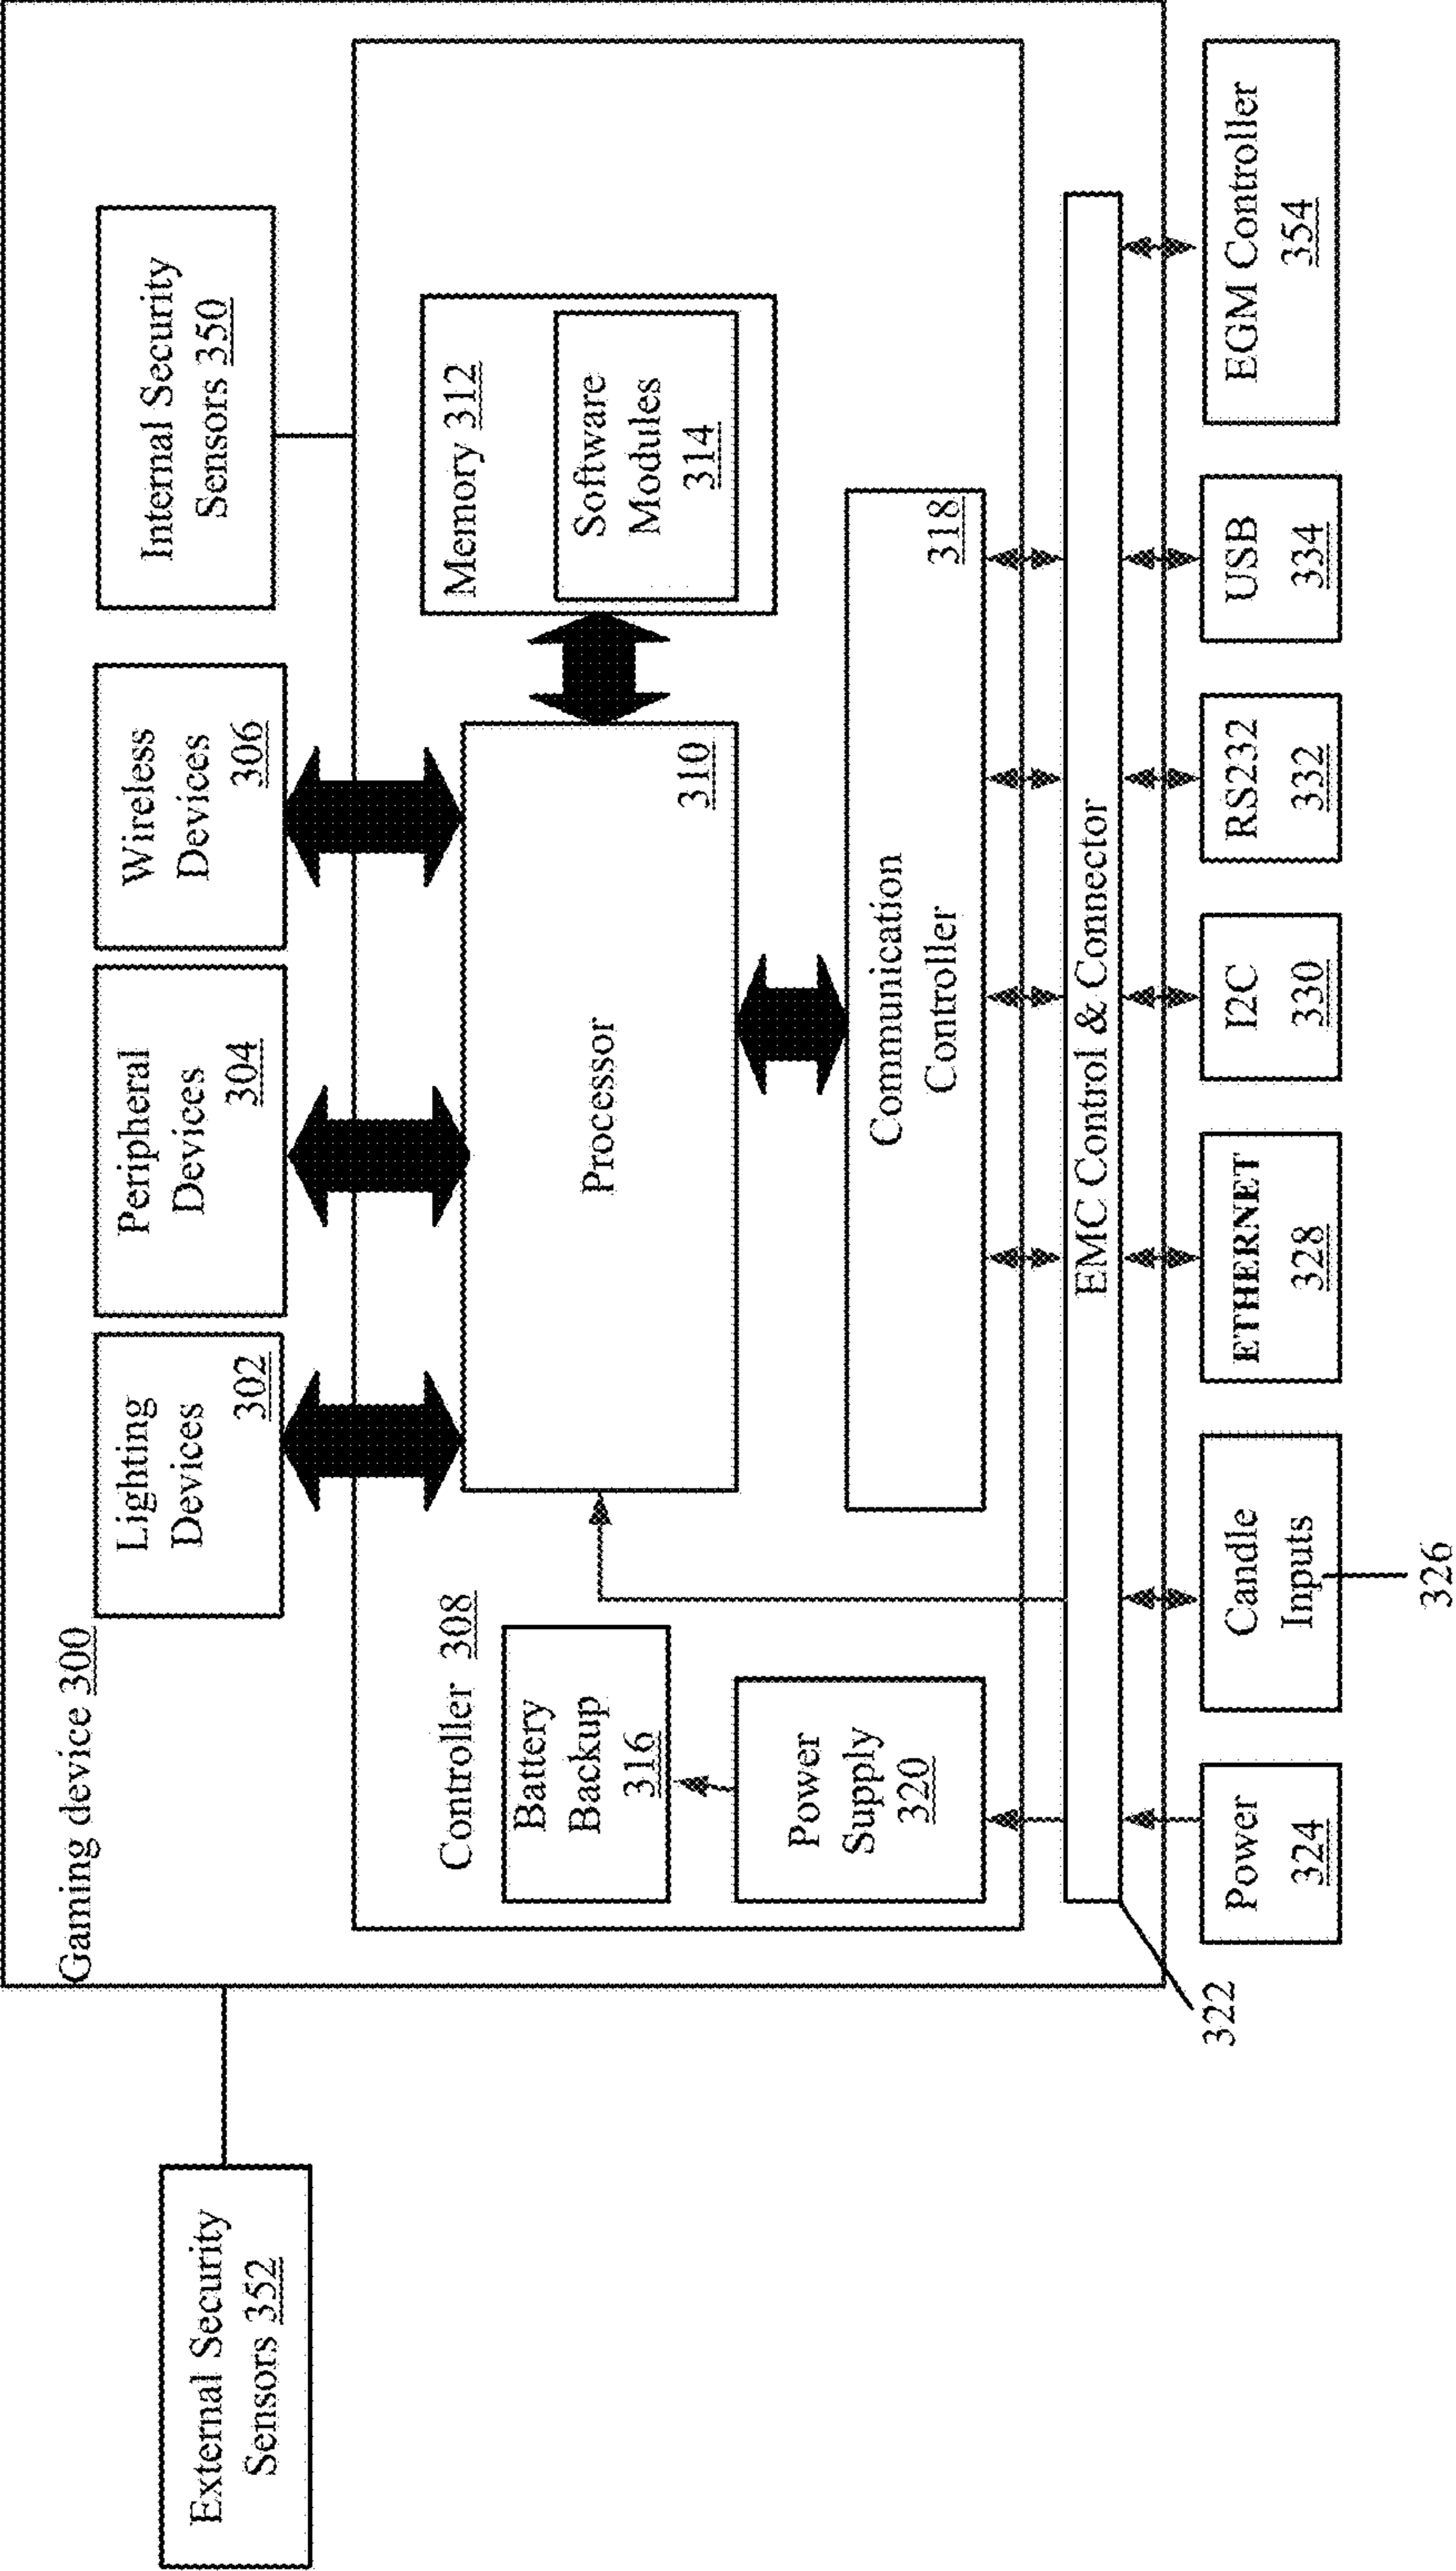 Gaming device 300
External Security
Sensors 352
Lighting
Devices
302
Peripheral
Devices
304
Wireless
Devices
306
Internal Security
Sensors 350
Controller 308
Battery
Backup
316
Power
Supply
320
Processor
310
Memory 312
Software
Modules
314
Communication
Controller
318
EMC Control & Connector
322
Power
324
Candle
Inputs
326
ETHERNET
328
I2C
330
RS232
332
USB
334
EGM Controller
354